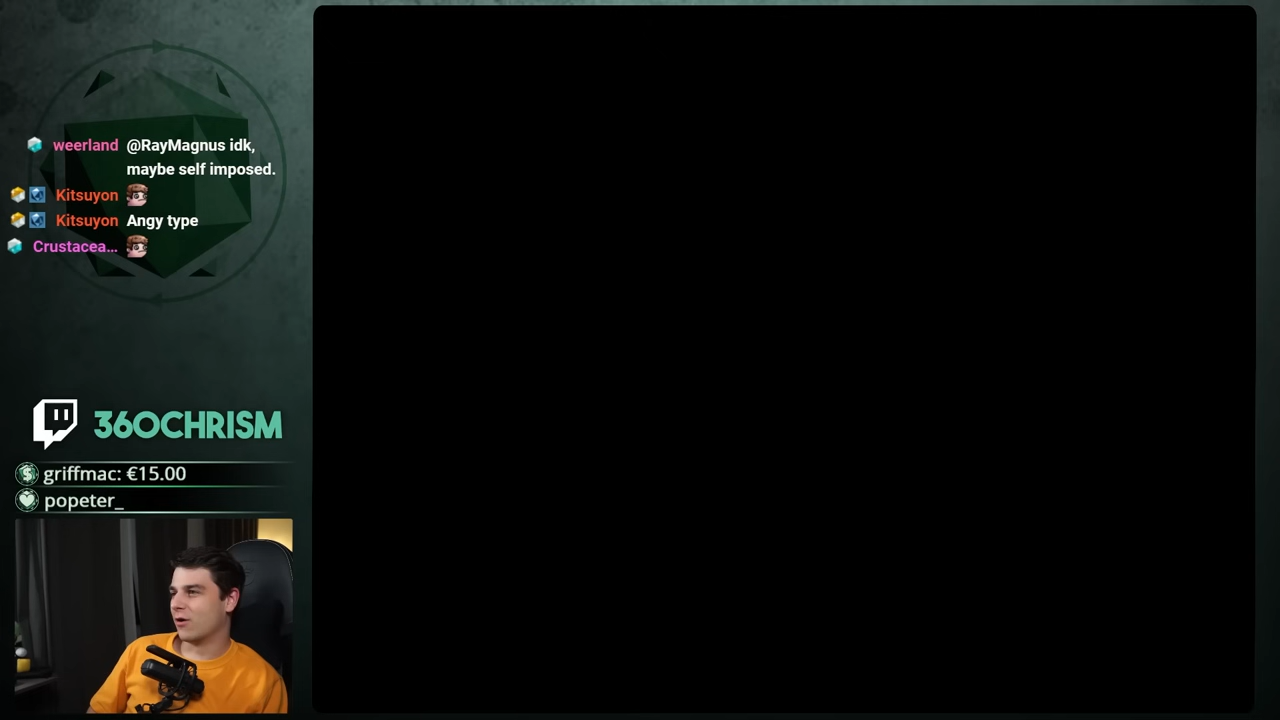 weerland @RayMagnus idk,
maybe self imposed.
Kitsuyon
Kitsuyon Angy type
Crustacea...
360CHRISM
griffmac: €15.00
popeter_